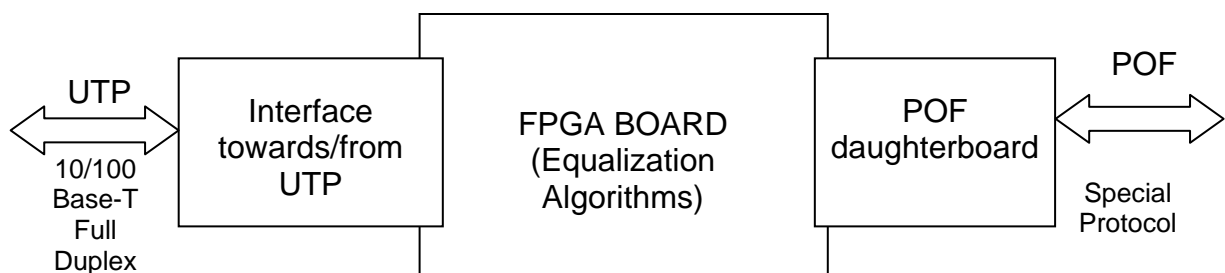 UTP
10/100
Base-T
Full
Duplex
Interface
towards/from
UTP
FPGA BOARD
(Equalization
Algorithms)
POF
daughterboard
POF
Special
Protocol